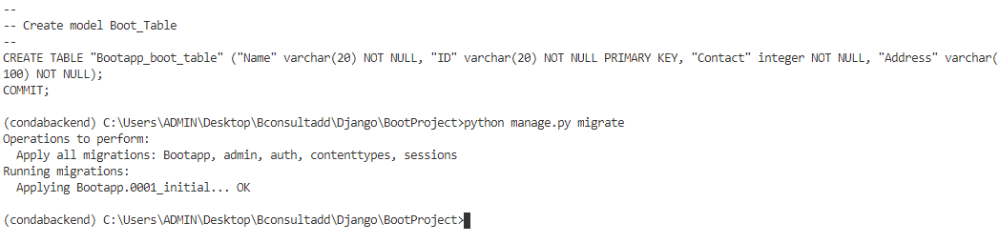 --
-- Create model Boot_Table
--
CREATE TABLE "Bootapp_boot_table" ("Name" varchar(20) NOT NULL, "ID" varchar(20) NOT NULL PRIMARY KEY, "Contact" integer NOT NULL, "Address" varchar(
100) NOT NULL);
COMMIT;
(condabackend) C:\Users\ADMIN\Desktop\Bconsultadd\Django\BootProject>python manage.py migrate
Operations to perform:
  Apply all migrations: Bootapp, admin, auth, contenttypes, sessions
Running migrations:
  Applying Bootapp.0001_initial... OK
(condabackend) C:\Users\ADMIN\Desktop\Bconsultadd\Django\BootProject>